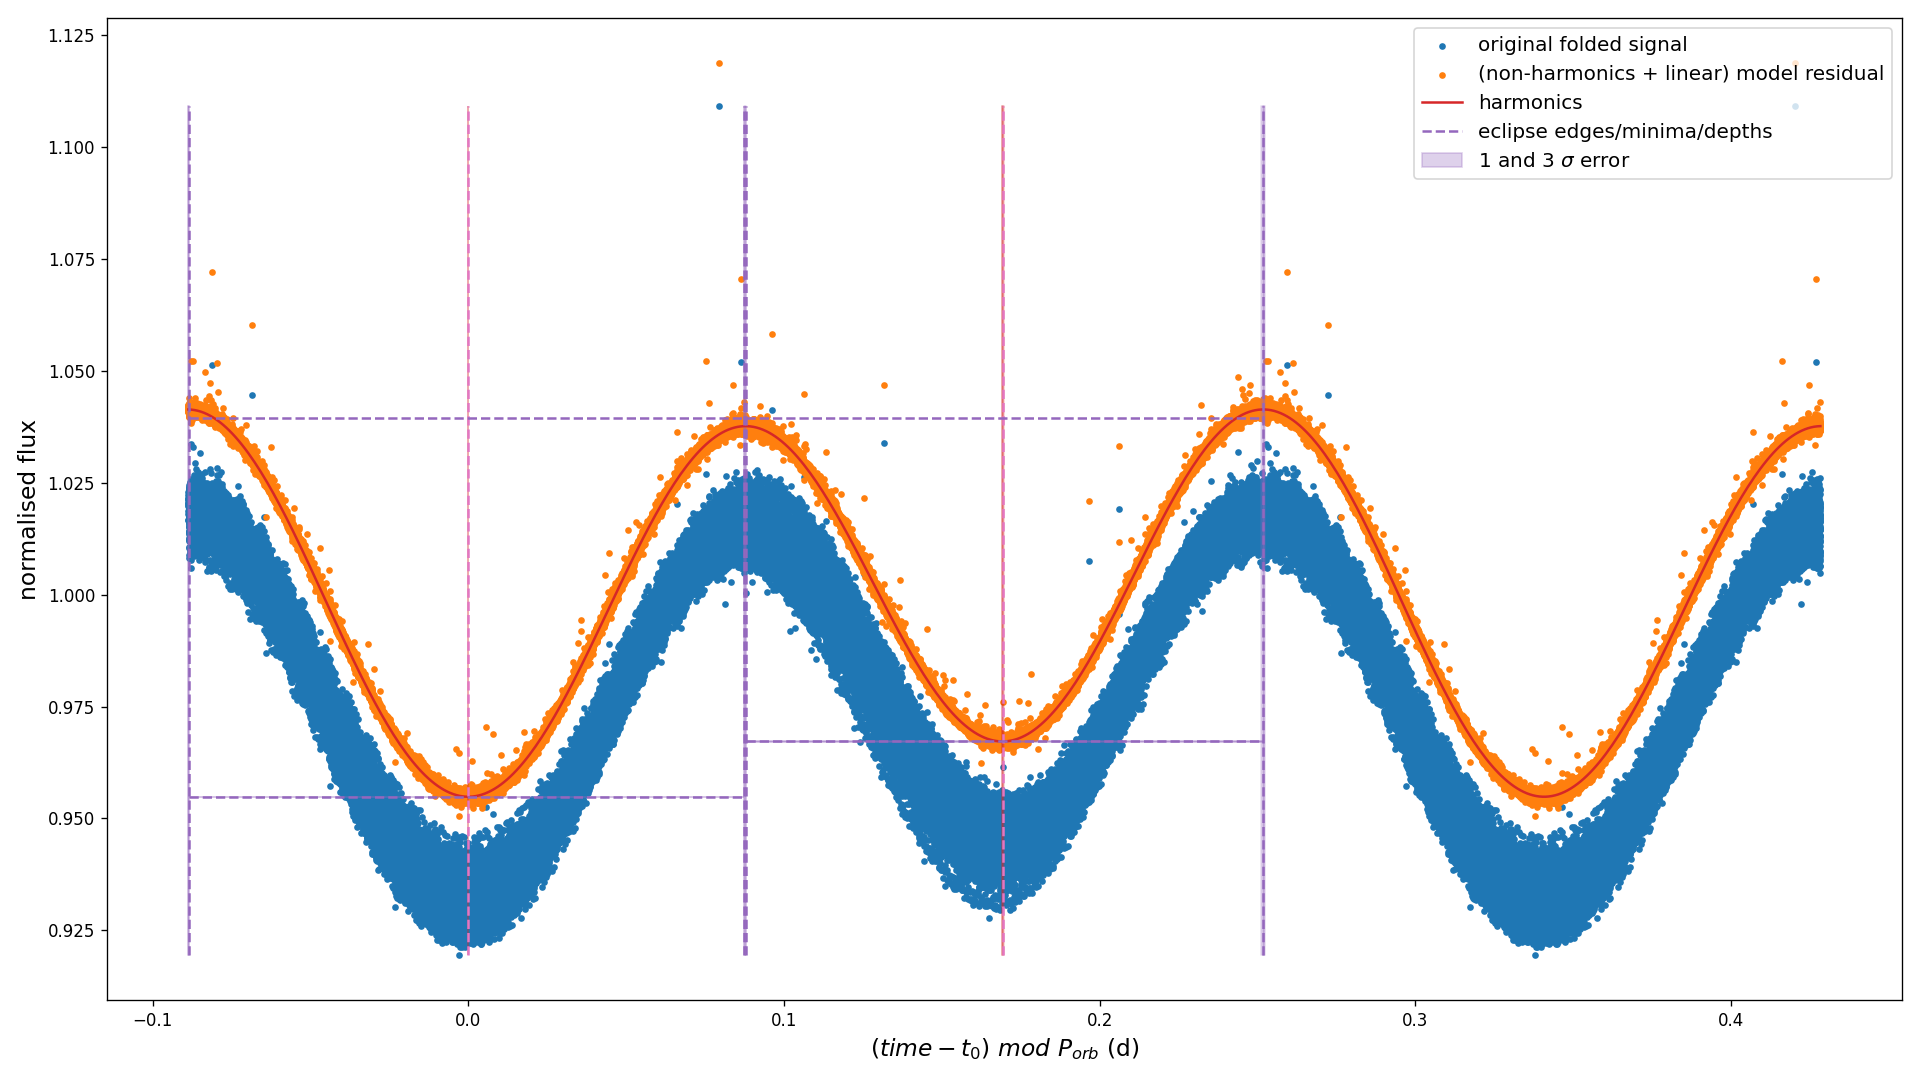 1.125
1.100
1.075
1.050
1.025
1.000
0.975
0.950
0.925
normalised flux
−0.1
0.0
0.1
0.2
0.3
0.4
(time − t₀) mod Pₒᵣb (d)
original folded signal
(non-harmonics + linear) model residual
harmonics
eclipse edges/minima/depths
1 and 3 σ error